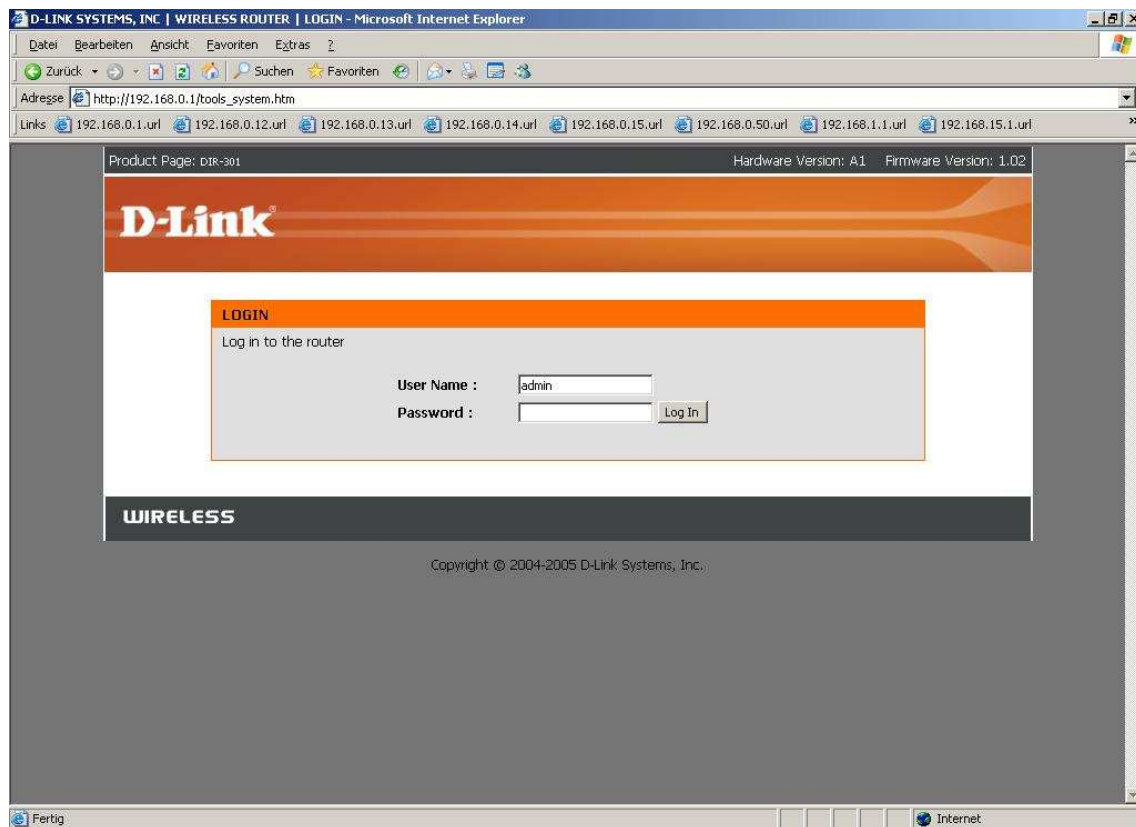 D-LINK SYSTEMS, INC | WIRELESS ROUTER | LOGIN - Microsoft Internet Explorer
Datei Bearbeiten Ansicht Favoriten Extras ?
Zurück Suchen Favoriten
Adresse http://192.168.0.1/tools_system.htm
Links 192.168.0.1.url 192.168.0.12.url 192.168.0.13.url 192.168.0.14.url 192.168.0.15.url 192.168.0.50.url 192.168.1.1.url 192.168.15.1.url »
Product Page: DIR-301 Hardware Version: A1 Firmware Version: 1.02
D-Link®
LOGIN
Log in to the router
User Name : admin
Password : Log In
WIRELESS
Copyright © 2004-2005 D-Link Systems, Inc.
Fertig Internet